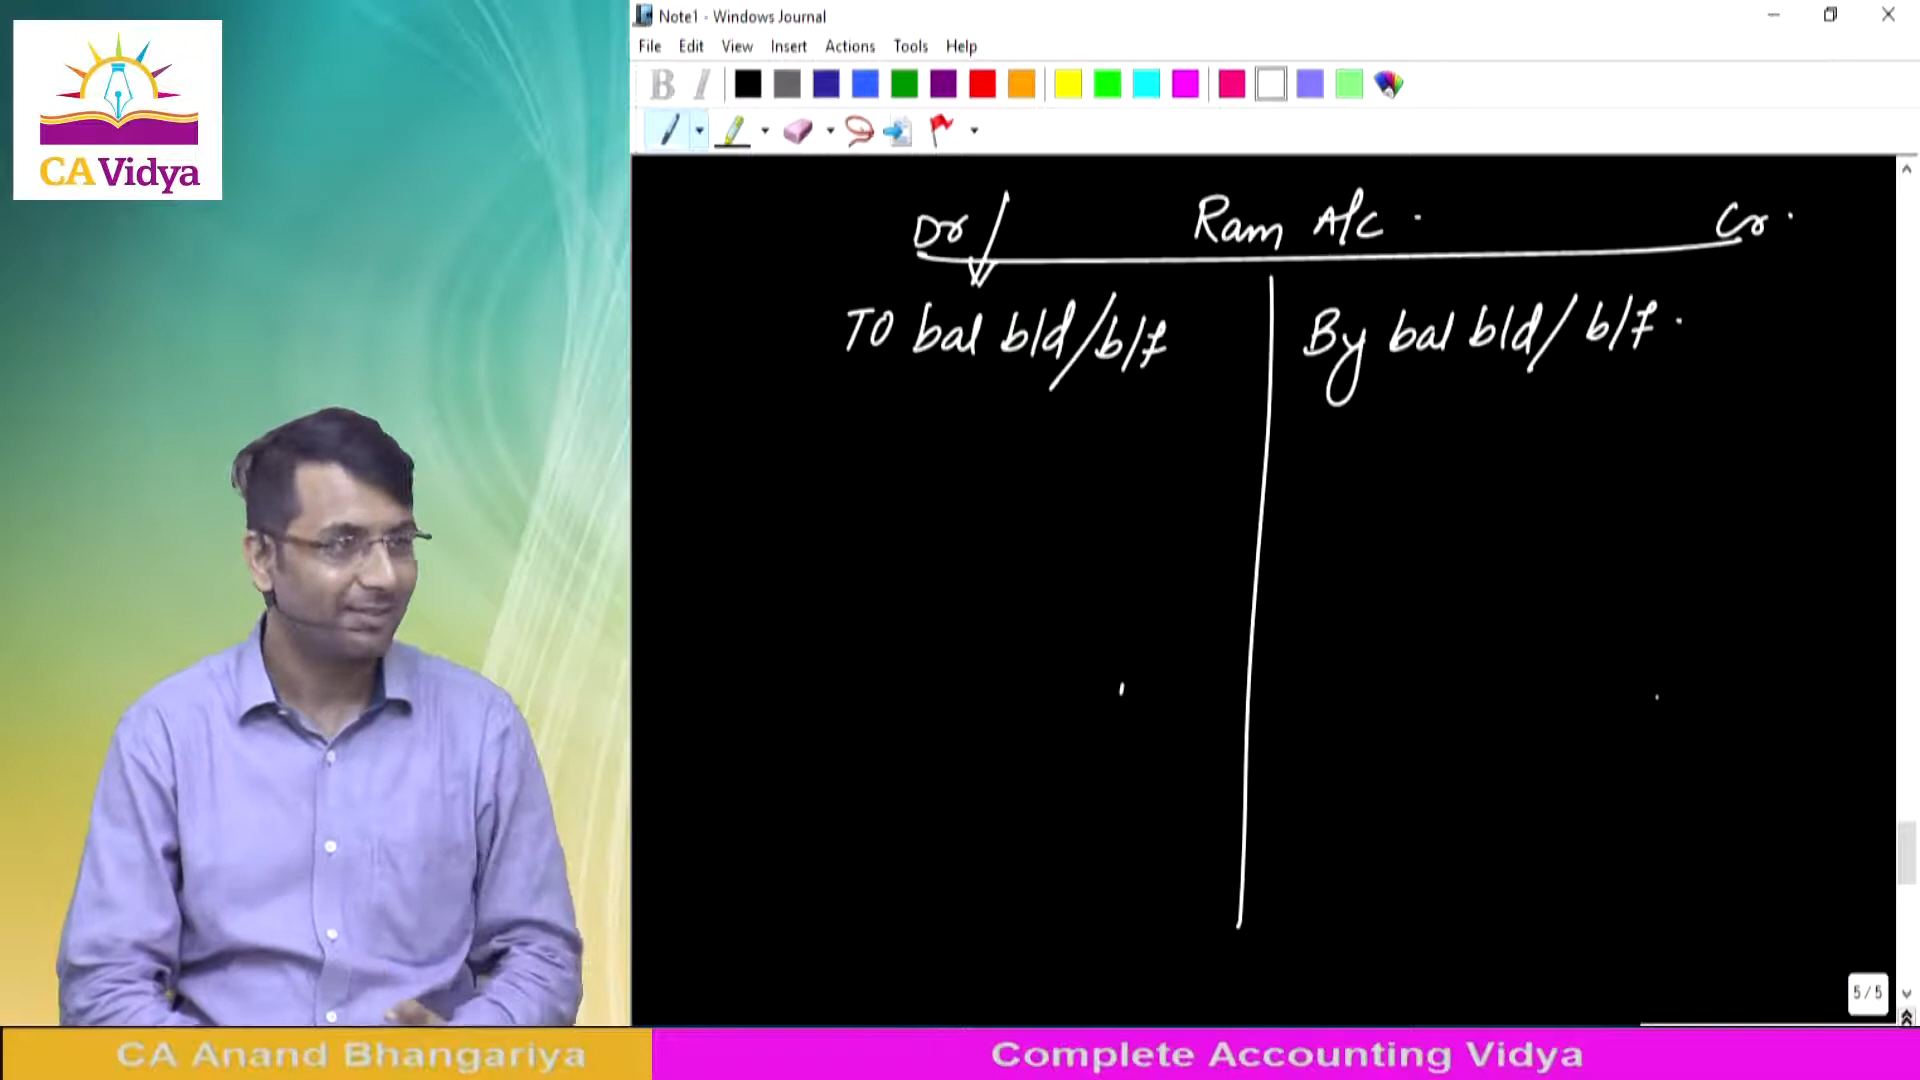 CA Vidya
Note1 - Windows Journal
File Edit View Insert Actions Tools Help
B I
Dr Ram A/c . Cr .
To bal b/d/b/f By bal b/d/ b/f .
5 / 5
CA Anand Bhangariya
Complete Accounting Vidya